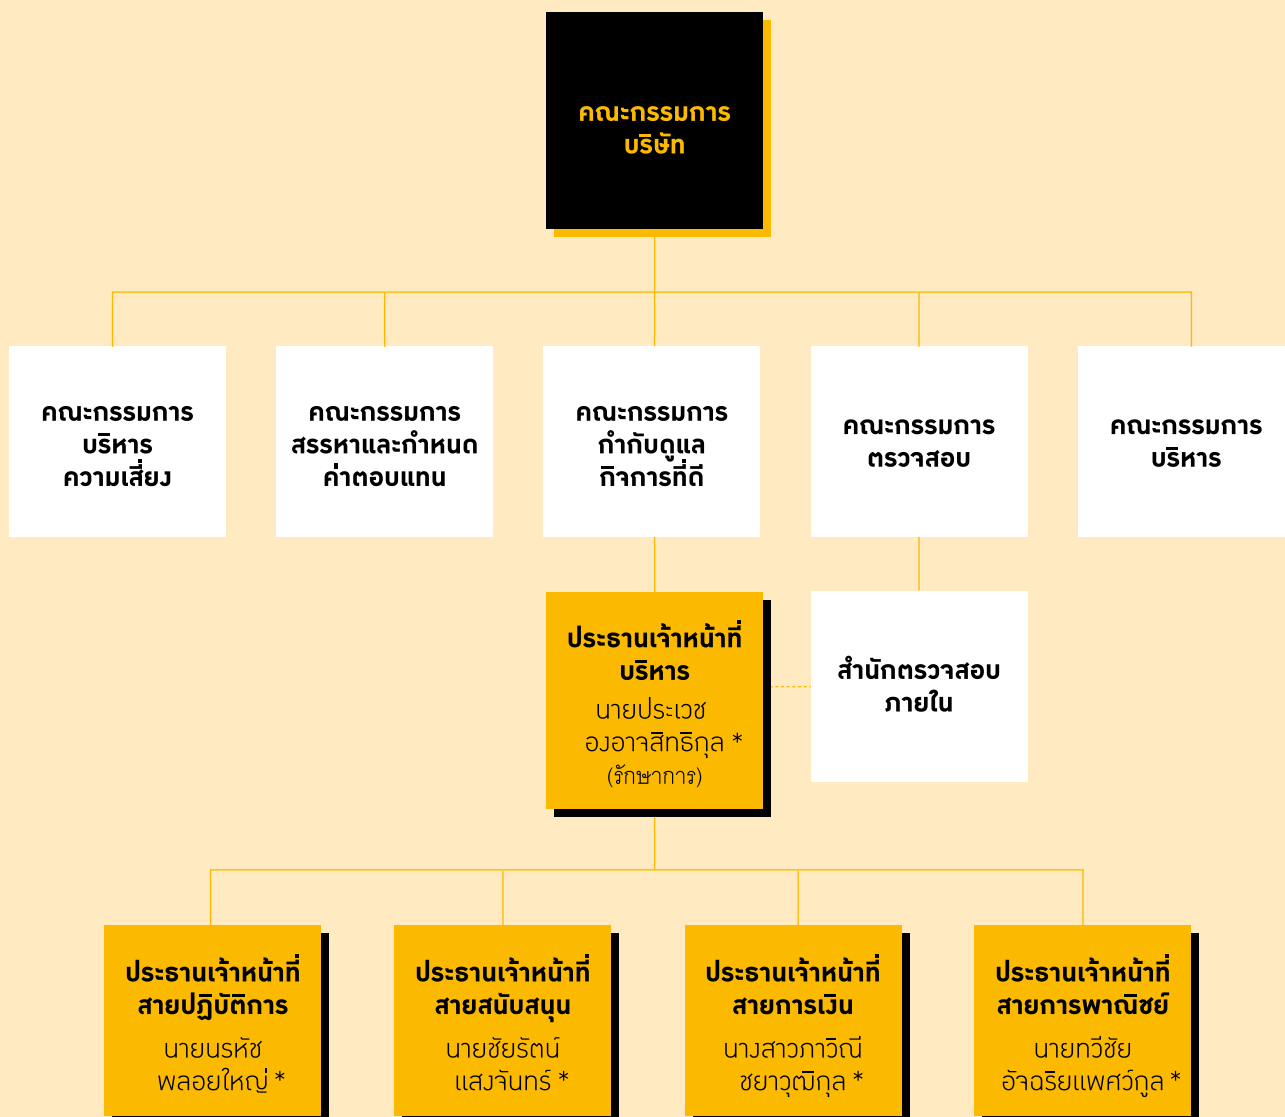 คณะกรรมการ
บริษัท
คณะกรรมการ
บริหาร
ความเสี่ยง
คณะกรรมการ
สรรหาและกำหนด
ค่าตอบแทน
คณะกรรมการ
กำกับดูแล
กิจการที่ดี
คณะกรรมการ
ตรวจสอบ
คณะกรรมการ
บริหาร
ประธานเจ้าหน้าที่
บริหาร
นายประเวช
องอาจสิทธิกุล *
(รักษาการ)
สำนักตรวจสอบ
ภายใน
ประธานเจ้าหน้าที่
สายปฏิบัติการ
นายนรหัช
พลอยใหญ่ *
ประธานเจ้าหน้าที่
สายสนับสนุน
นายชัยรัตน์
แสงจันทร์ *
ประธานเจ้าหน้าที่
สายการเงิน
นางสาวภาวิณี
ชยาวุฒิกุล *
ประธานเจ้าหน้าที่
สายการพาณิชย์
นายทวีชัย
อัจฉริยแพศว์กูล *